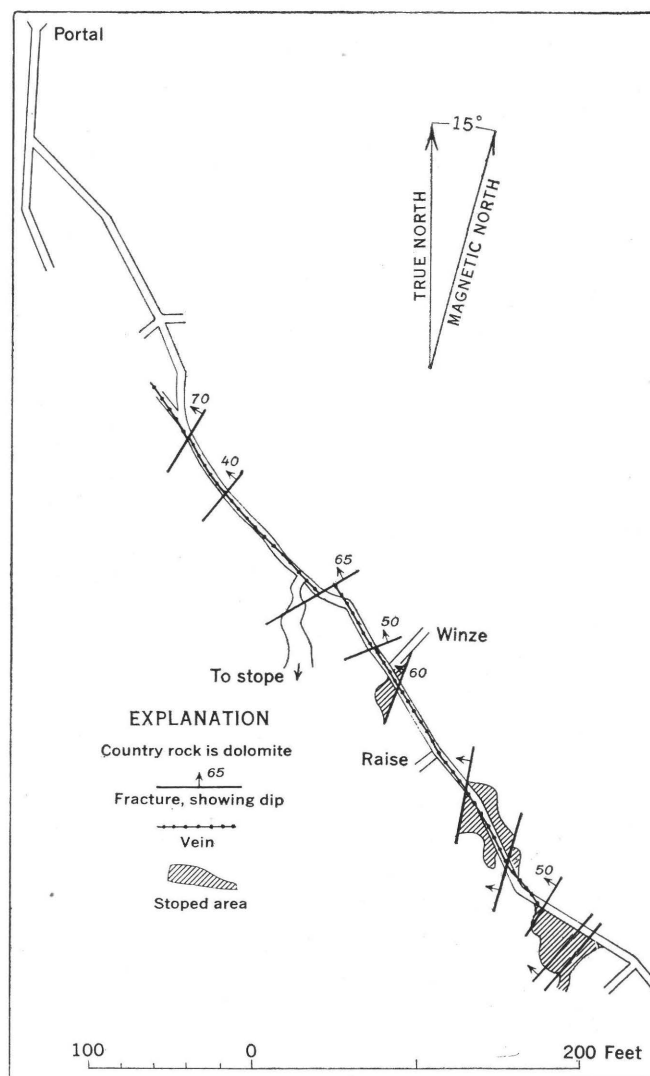 Portal
15°
TRUE NORTH
MAGNETIC NORTH
70
40
65
50
Winze
60
To stope
EXPLANATION
Country rock is dolomite
65
Fracture, showing dip
Raise
Vein
50
Stoped area
100 0 200 Feet